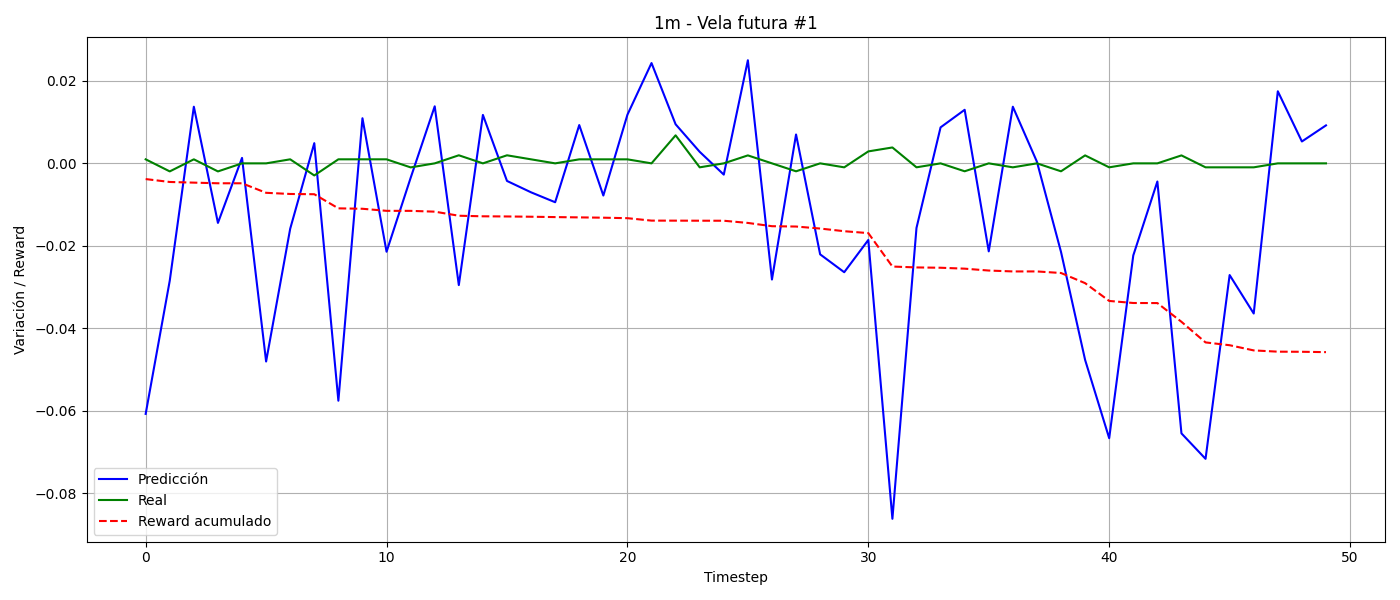 1m - Vela futura #1
Variación / Reward
0.02
0.00
−0.02
−0.04
−0.06
−0.08
Predicción
Real
Reward acumulado
0 10 20 30 40 50
Timestep